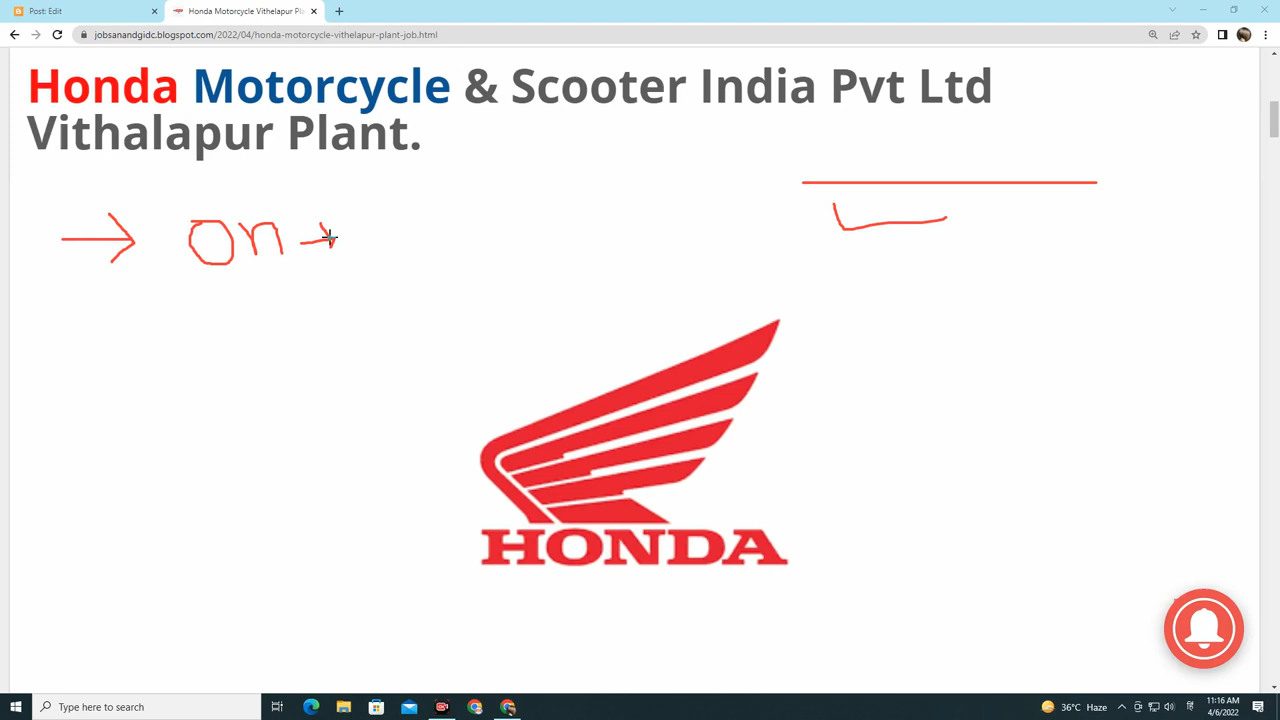 Post: Edit
Honda Motorcycle Vithelapur Pla
jobsanandgidc.blogspot.com/2022/04/honda-motorcycle-vithelapur-plant-job.html
Honda Motorcycle & Scooter India Pvt Ltd
Vithalapur Plant.
→ On
HONDA
Type here to search
36°C Haze
11:16 AM
4/6/2022